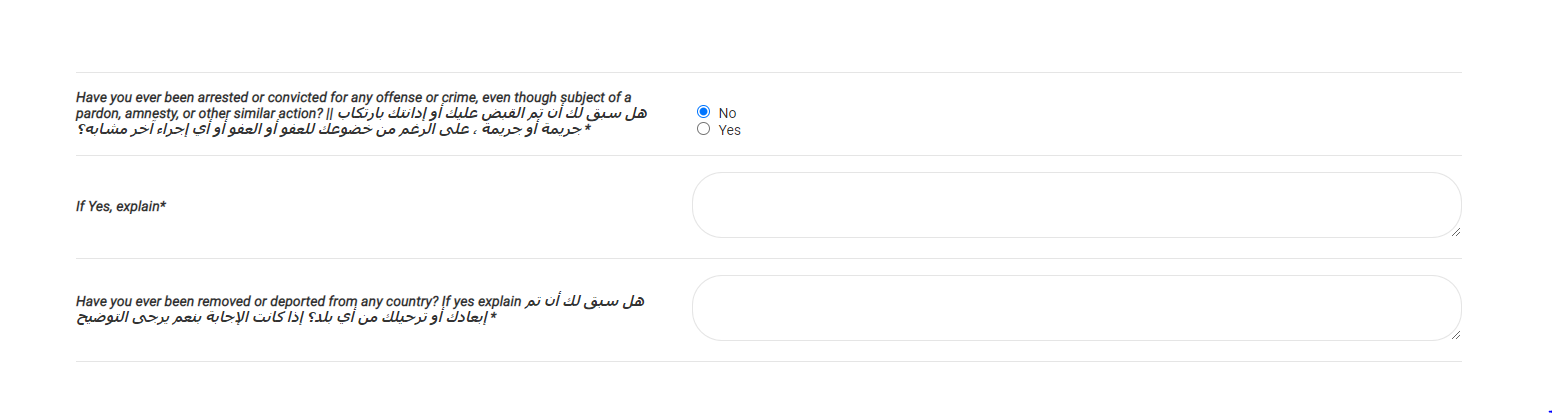 Have you ever been arrested or convicted for any offense or crime, even though subject of a
pardon, amnesty, or other similar action? || هل سبق لك أن تم القبض عليك أو إدانتك بارتكاب
جريمة أو جريمة ، على الرغم من خضوعك للعفو أو العفو أو أي إجراء آخر مشابه؟ *
No
Yes
If Yes, explain*
Have you ever been removed or deported from any country? If yes explain هل سبق لك أن تم
إبعادك أو ترحيلك من أي بلد؟ إذا كانت الإجابة بنعم يرجى التوضيح *